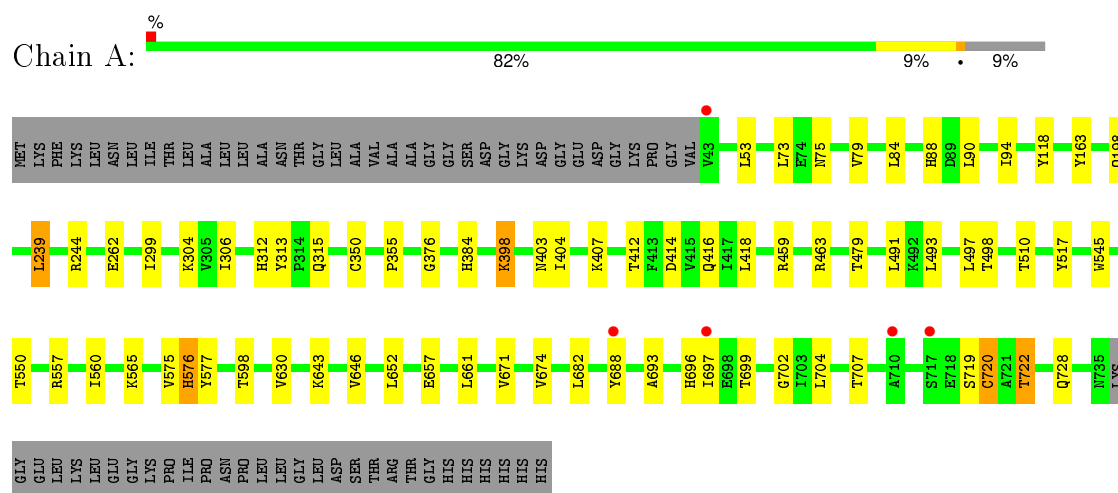 %
Chain A:
82% 9% • 9%
MET LYS PHE LYS LEU ASN LEU ILE THR LEU ALA LEU LEU ALA ASN THR GLY LEU ALA VAL ALA ALA GLY GLY SER ASP GLY LYS ASP GLY GLU ASP GLY LYS PRO GLY VAL V43 L53 L73 E74 N75 V79 L84 H88 D89 L90 I94 Y118 Y163 Q198
L239 R244 E262 I299 K304 V305 I306 H312 Y313 P314 Q315 C350 P355 G376 H384 K398 N403 I404 K407 T412 F413 D414 V415 Q416 I417 L418 R459 R463 T479 L491 K492 L493 L497 T498 T510 Y517 W545
T550 R557 I560 K565 V575 H576 Y577 T598 V630 K643 V646 L652 E657 L661 V671 V674 L682 Y688 A693 H696 I697 E698 T699 G702 I703 L704 T707 A710 S717 E718 S719 C720 A721 T722 Q728 N735 LYS
GLY GLU LEU LYS LEU GLU GLY LYS PRO ILE PRO ASN PRO LEU LEU GLY LEU ASP SER THR ARG THR GLY HIS HIS HIS HIS HIS HIS